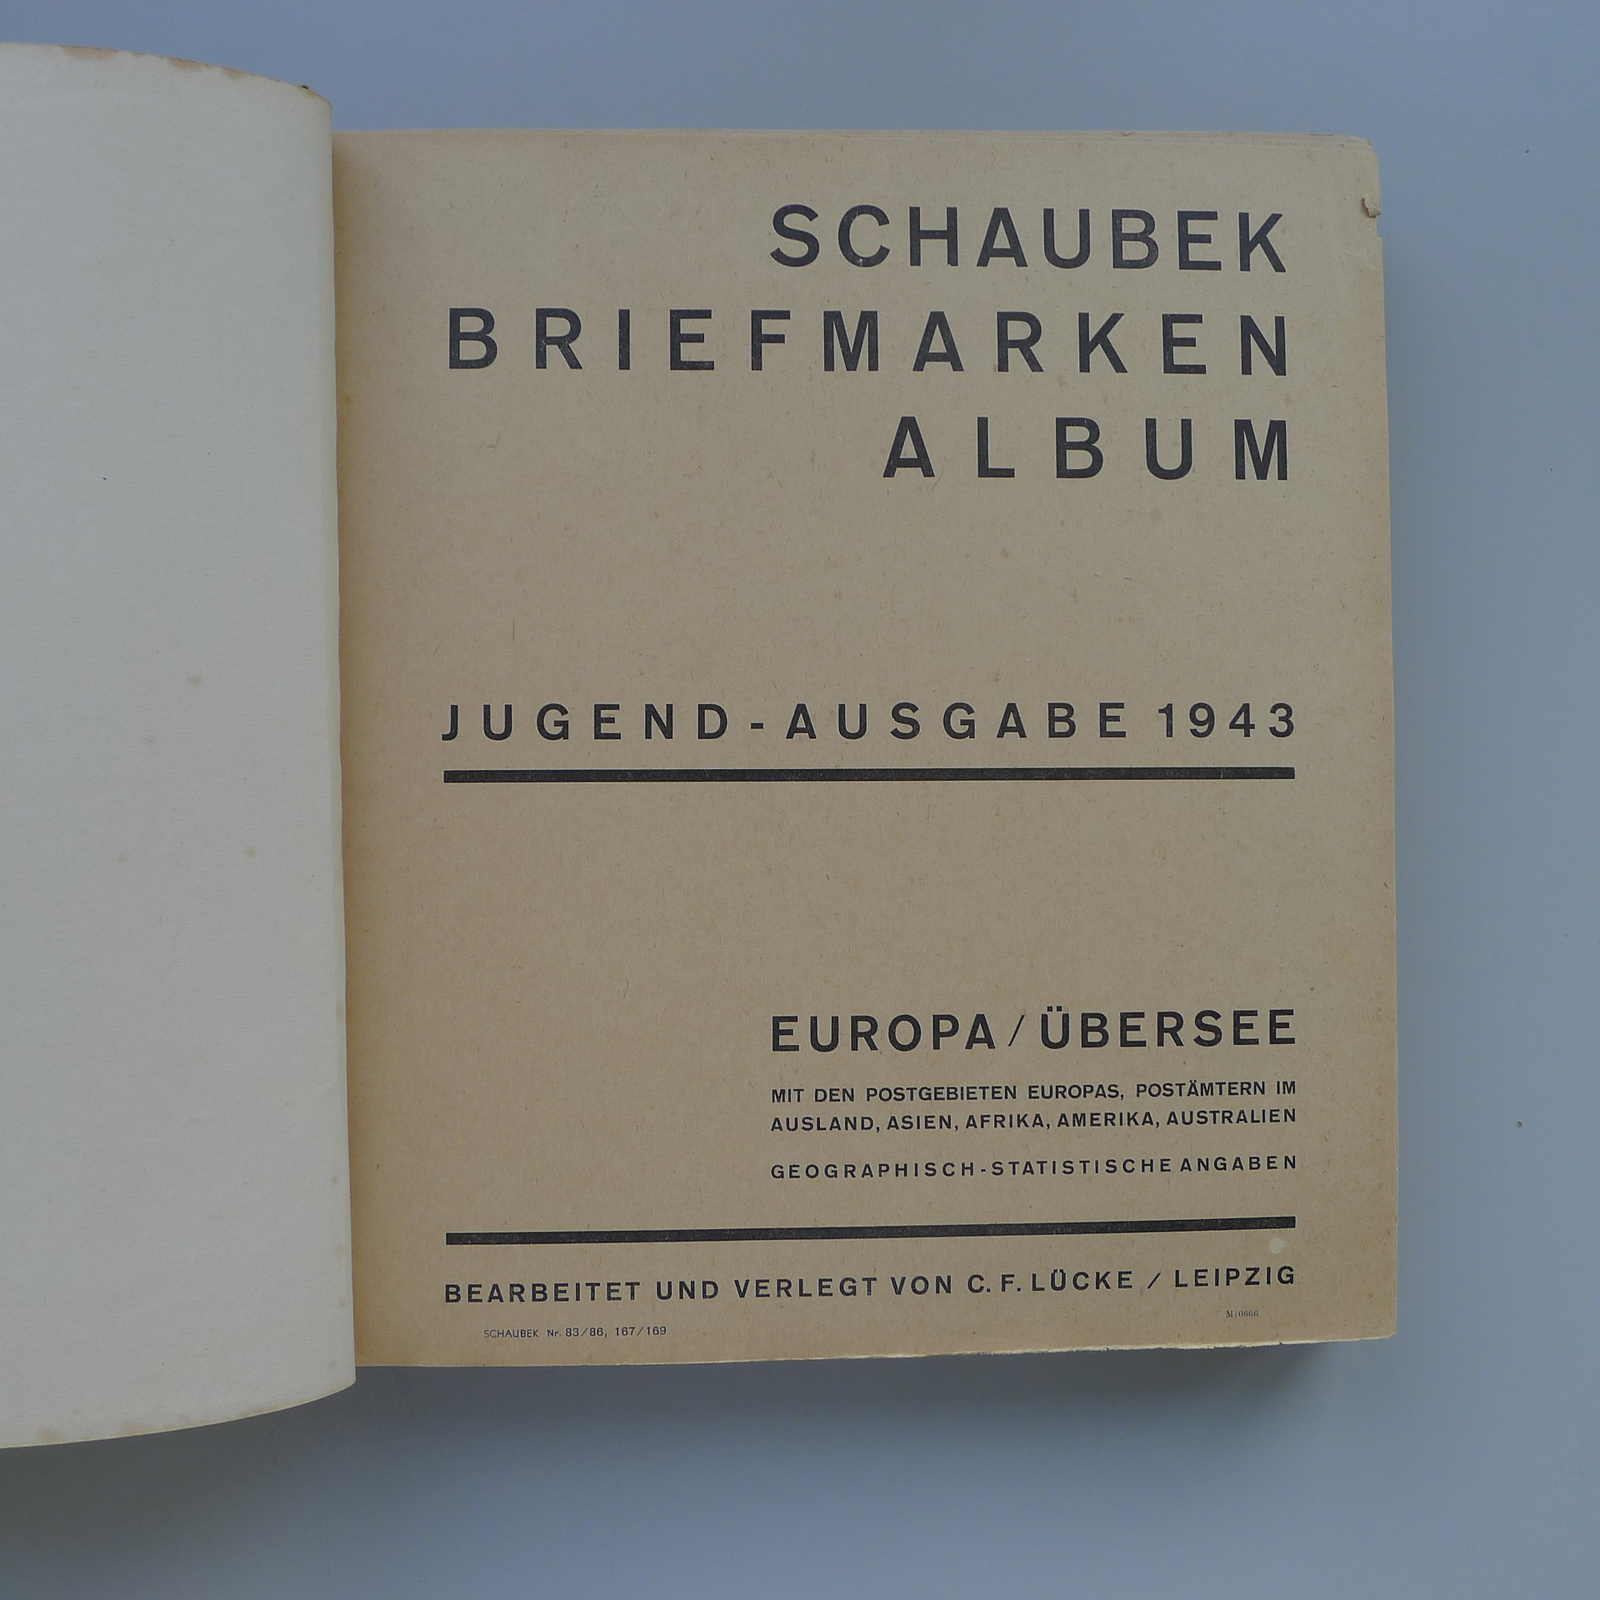 SCHAUBEK
BRIEFMARKEN
ALBUM
JUGEND-AUSGABE 1943
EUROPA / ÜBERSEE
MIT DEN POSTGEBIETEN EUROPAS, POSTÄMTERN IM
AUSLAND, ASIEN, AFRIKA, AMERIKA, AUSTRALIEN
GEOGRAPHISCH-STATISTISCHE ANGABEN
BEARBEITET UND VERLEGT VON C. F. LÜCKE / LEIPZIG
SCHAUBEK Nr. 83/86, 167/169